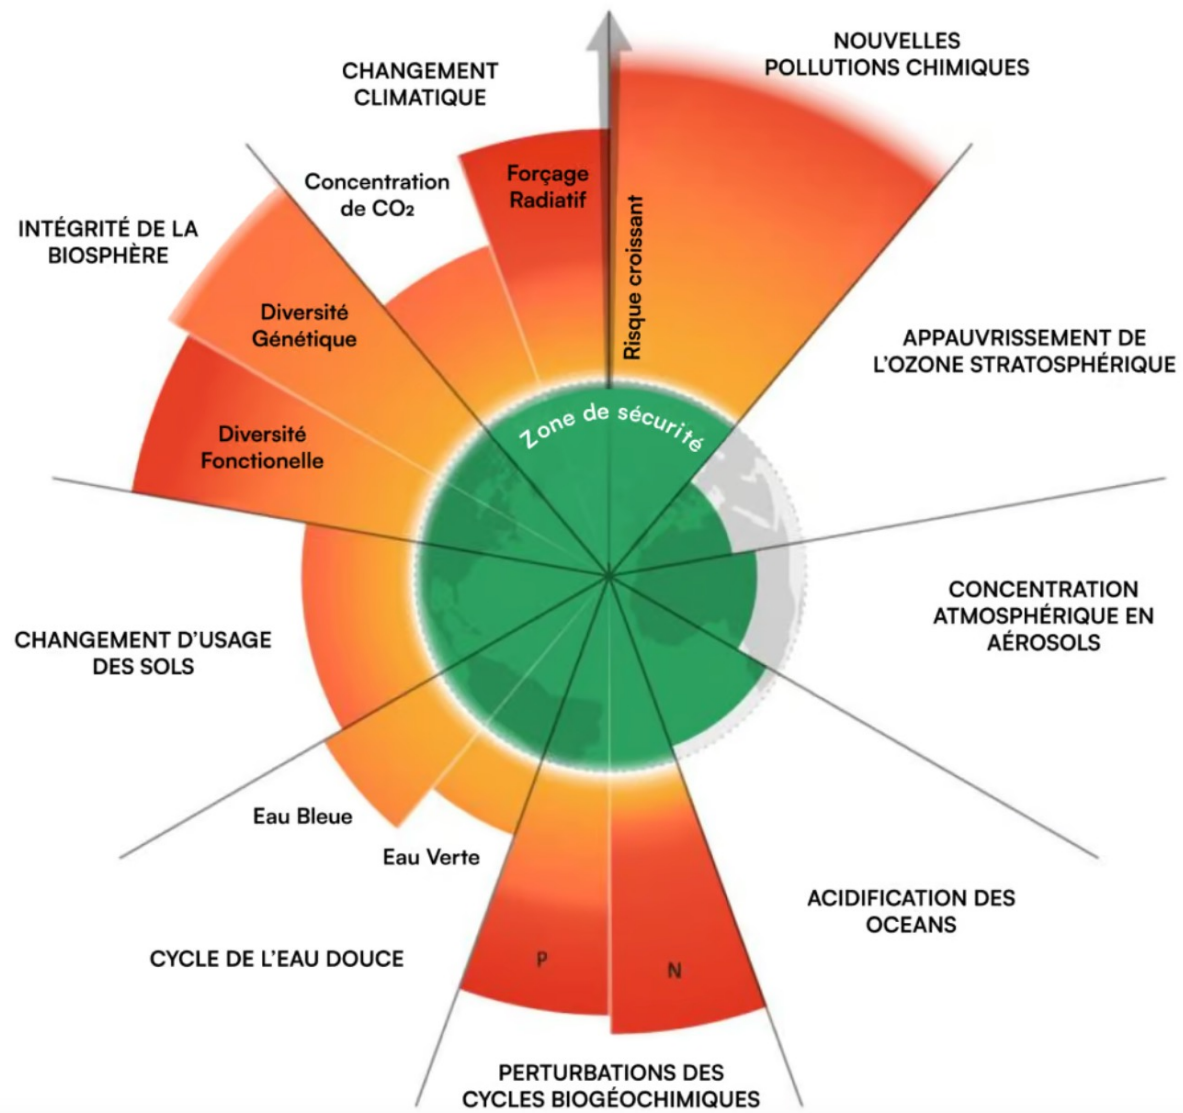 NOUVELLES
POLLUTIONS CHIMIQUES
CHANGEMENT
CLIMATIQUE
Forçage
Radiatif
Concentration
de CO₂
Risque croissant
INTÉGRITÉ DE LA
BIOSPHÈRE
Diversité
Génétique
APPAUVRISSEMENT DE
L'OZONE STRATOSPHÉRIQUE
Zone de sécurité
Diversité
Fonctionelle
CONCENTRATION
ATMOSPHÉRIQUE EN
AÉROSOLS
CHANGEMENT D'USAGE
DES SOLS
Eau Bleue
Eau Verte
ACIDIFICATION DES
OCEANS
CYCLE DE L'EAU DOUCE
P
N
PERTURBATIONS DES
CYCLES BIOGÉOCHIMIQUES